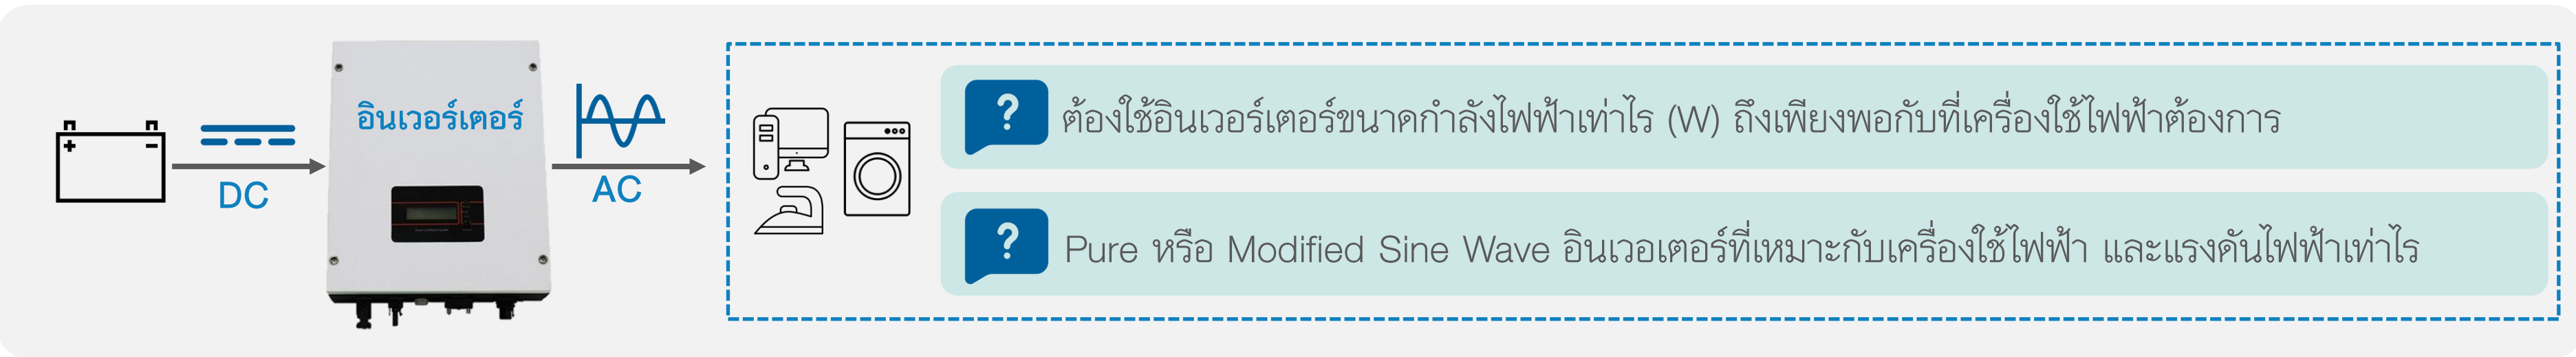 อินเวอร์เตอร์
DC
AC
+ −
? ต้องใช้อินเวอร์เตอร์ขนาดกำลังไฟฟ้าเท่าไร (W) ถึงเพียงพอกับที่เครื่องใช้ไฟฟ้าต้องการ
? Pure หรือ Modified Sine Wave อินเวอเตอร์ที่เหมาะกับเครื่องใช้ไฟฟ้า และแรงดันไฟฟ้าเท่าไร